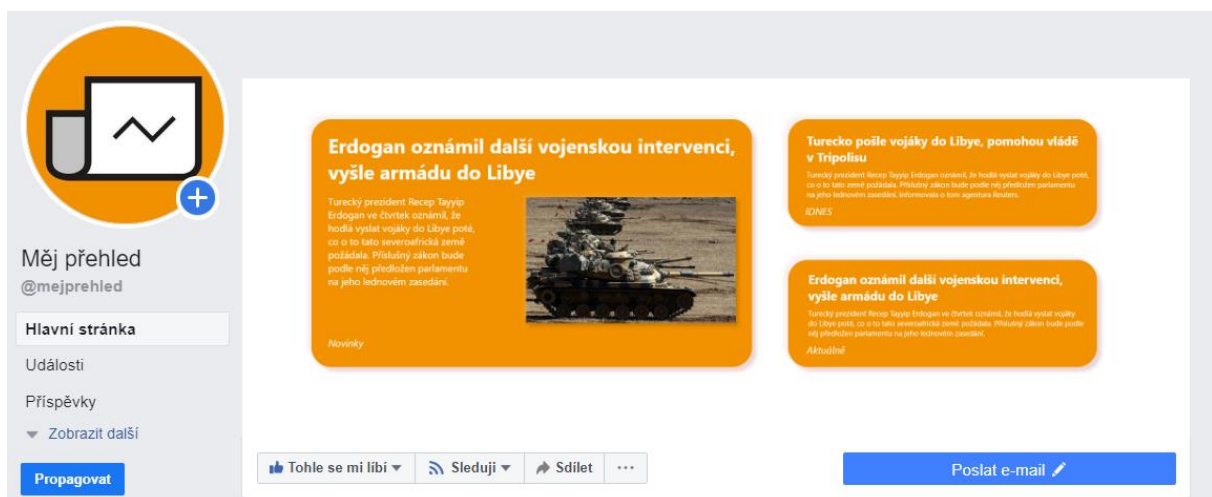 Měj přehled
@mejprehled
Hlavní stránka
Události
Příspěvky
Zobrazit další
Propagovat
Erdogan oznámil další vojenskou intervenci,
vyšle armádu do Libye
Turecký prezident Recep Tayyip
Erdogan ve čtvrtek oznámil, že
hodlá vyslat vojáky do Libye poté,
co o to tato severoafrická země
požádala. Příslušný zákon bude
podle něj předložen parlamentu
na jeho lednovém zasedání.
Novinky
Turecko pošle vojáky do Libye, pomohou vládě
v Tripolisu
Turecký prezident Recep Tayyip Erdogan oznámil, že hodlá vyslat vojáky do Libye poté,
co o to tato země požádala. Příslušný zákon bude podle něj předložen parlamentu
na jeho lednovém zasedání. Informovala o tom agentura Reuters.
IDNES
Erdogan oznámil další vojenskou intervenci,
vyšle armádu do Libye
Turecký prezident Recep Tayyip Erdogan ve čtvrtek oznámil, že hodlá vyslat vojáky
do Libye poté, co o to tato severoafrická země požádala. Příslušný zákon bude podle
něj předložen parlamentu na jeho lednovém zasedání.
Aktuálně
Tohle se mi líbí
Sleduji
Sdílet
Poslat e-mail